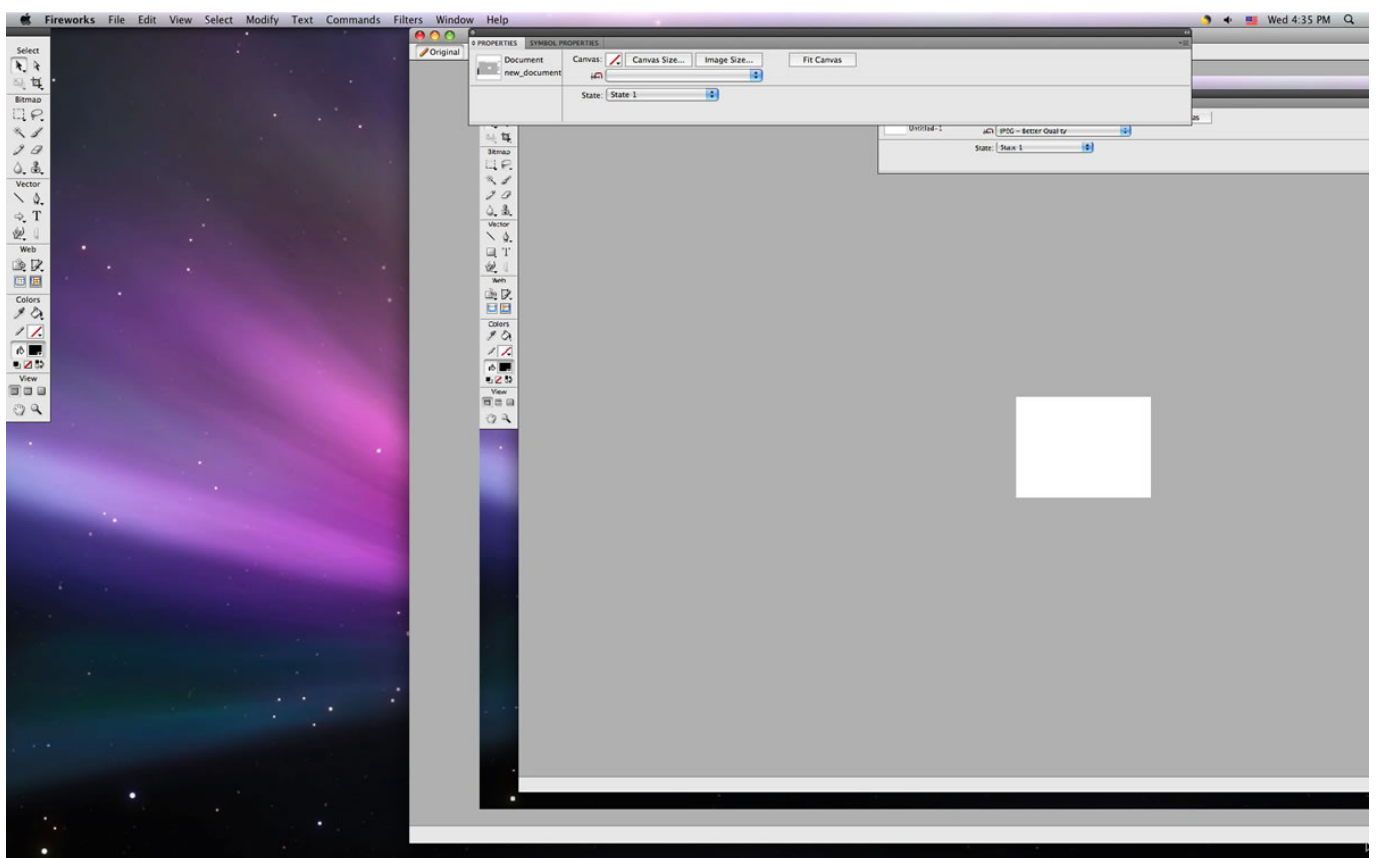 Fireworks File Edit View Select Modify Text Commands Filters Window Help Wed 4:35 PM
Select
Bitmap
Vector
T
Web
Colors
View
Original
PROPERTIES SYMBOL PROPERTIES
Document
new_document
Canvas: Canvas Size... Image Size... Fit Canvas
State: State 1
as
Untitled-1 JPEG - Better Quality
State: State 1
Bitmap
Vector
T
Web
Colors
View